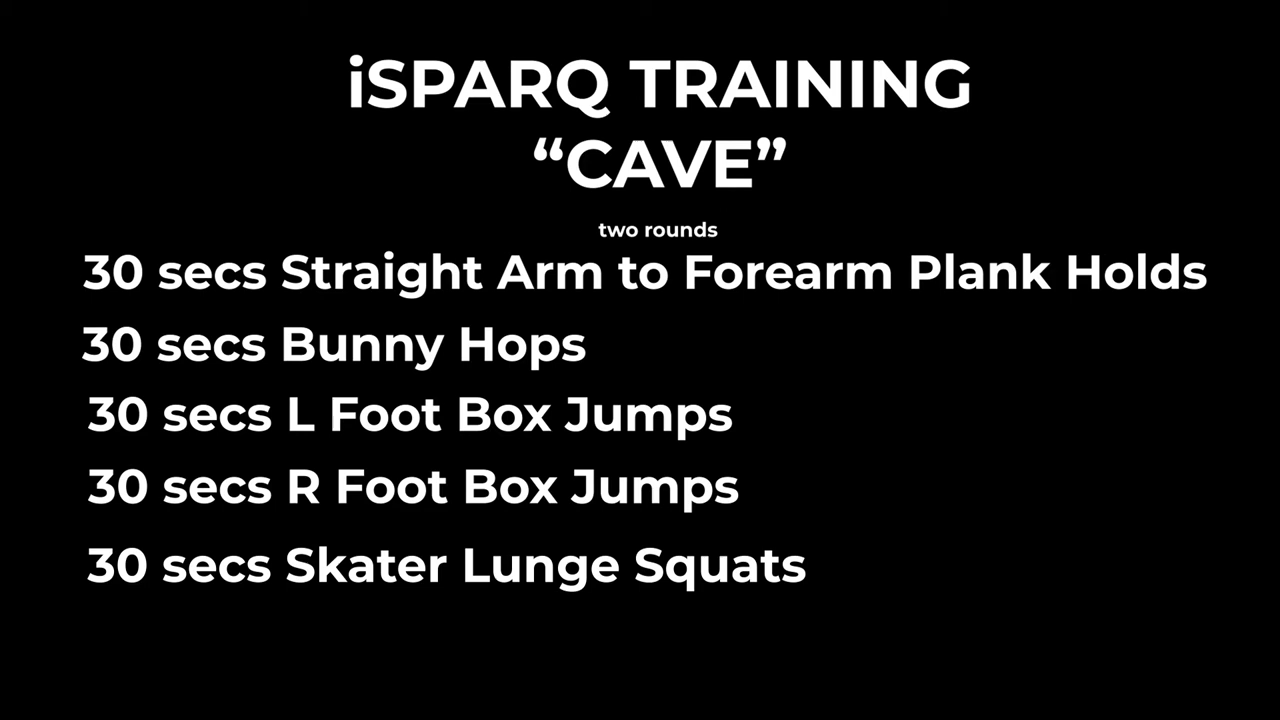 iSPARQ TRAINING
“CAVE”
two rounds
30 secs Straight Arm to Forearm Plank Holds
30 secs Bunny Hops
30 secs L Foot Box Jumps
30 secs R Foot Box Jumps
30 secs Skater Lunge Squats